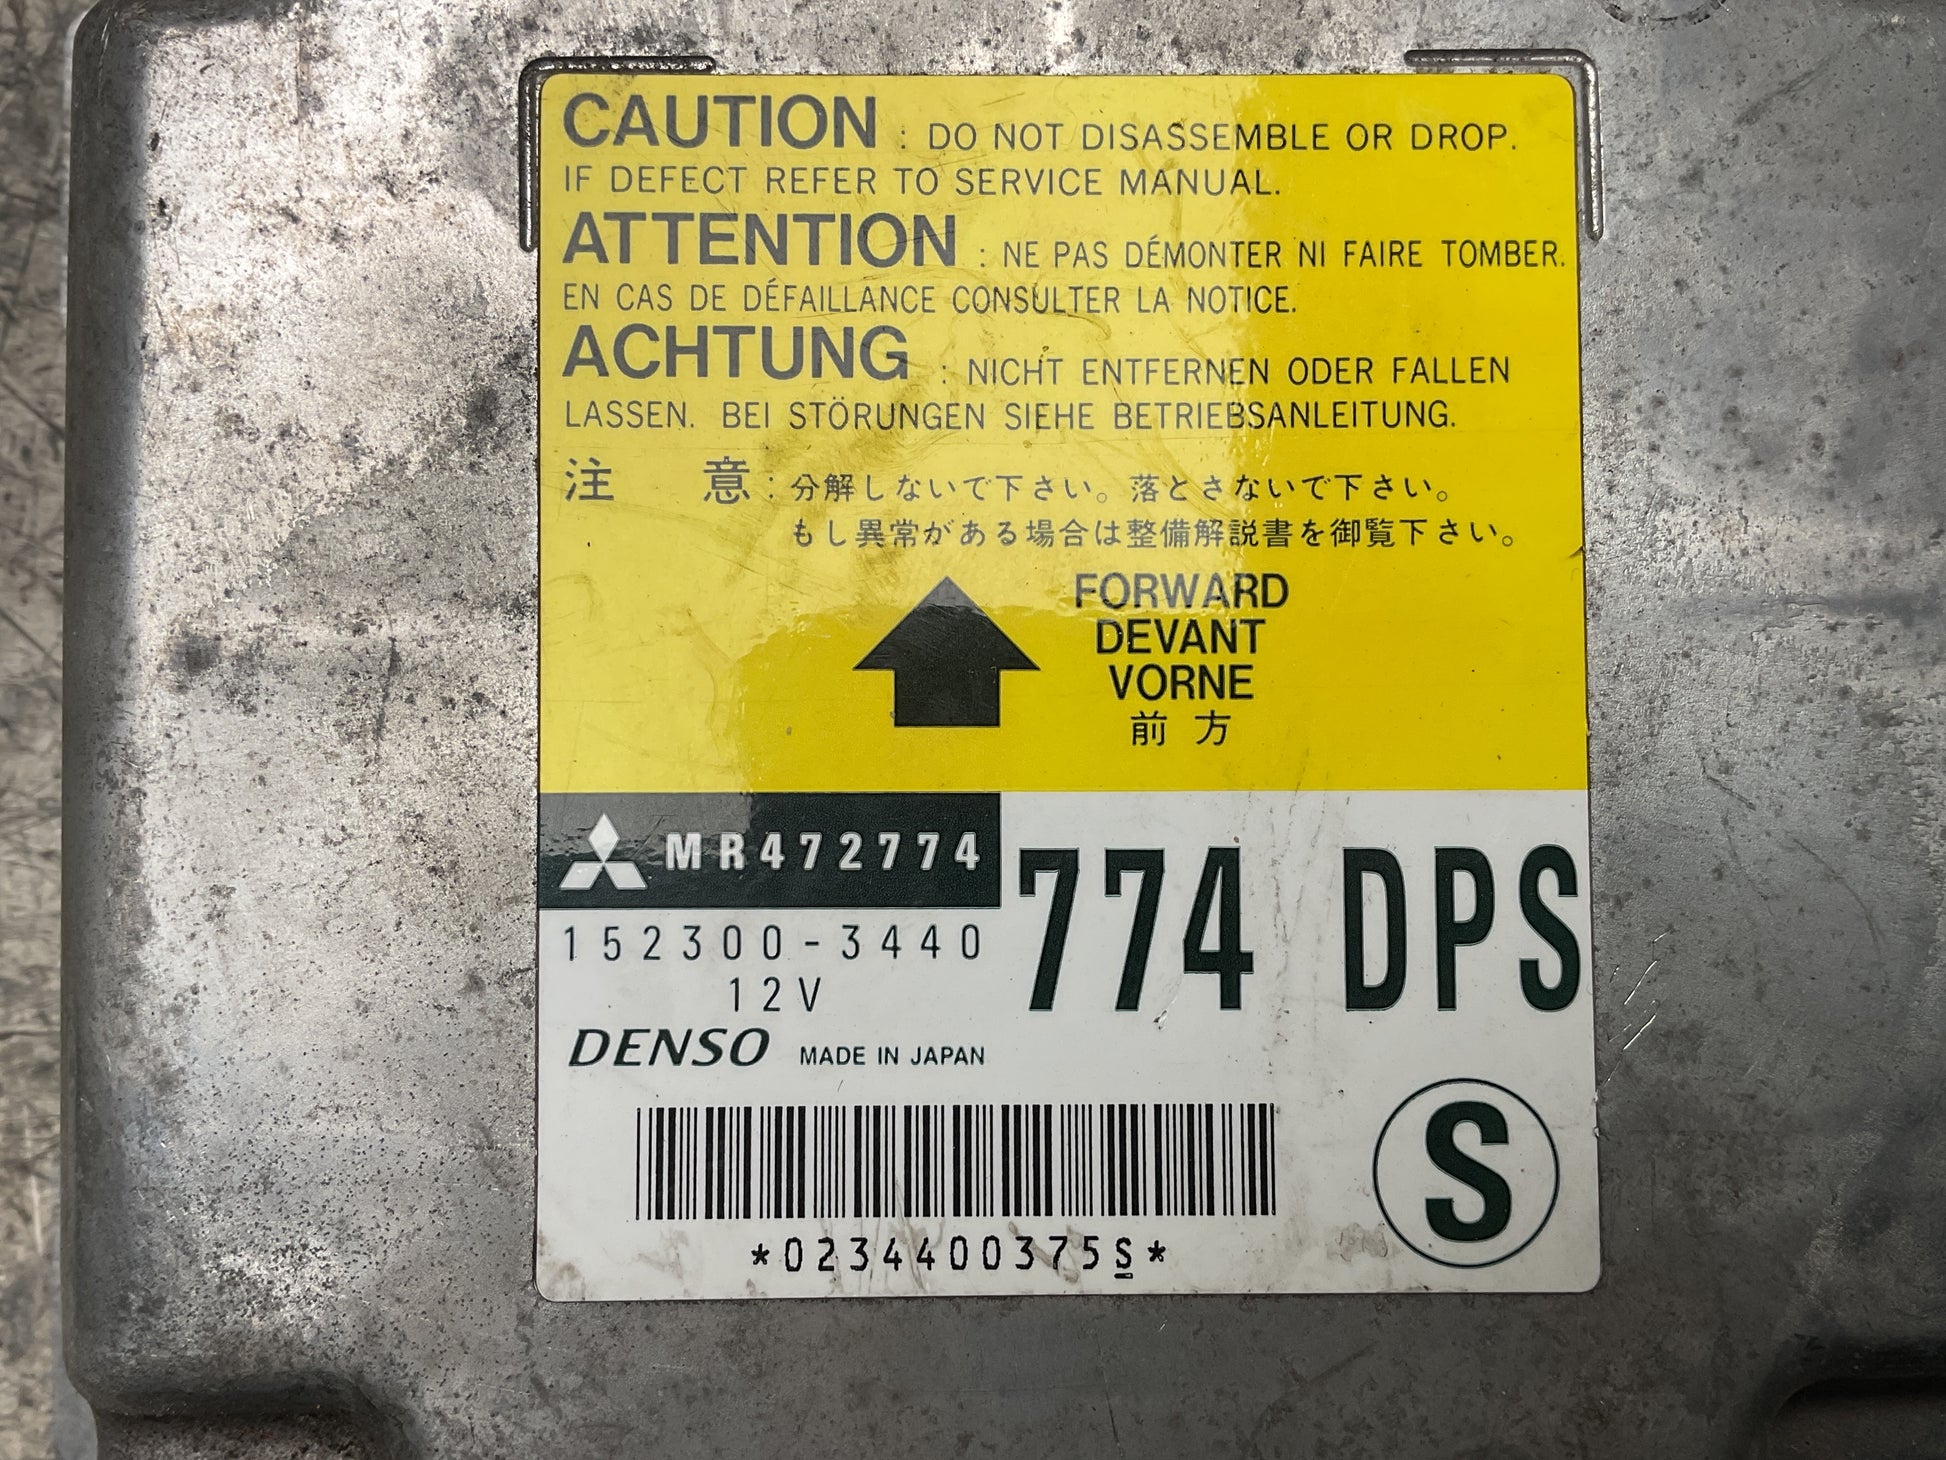 CAUTION : DO NOT DISASSEMBLE OR DROP.
IF DEFECT REFER TO SERVICE MANUAL.
ATTENTION : NE PAS DÉMONTER NI FAIRE TOMBER.
EN CAS DE DÉFAILLANCE CONSULTER LA NOTICE.
ACHTUNG : NICHT ENTFERNEN ODER FALLEN
LASSEN. BEI STÖRUNGEN SIEHE BETRIEBSANLEITUNG.
注 意 : 分解しないで下さい。落とさないで下さい。
もし異常がある場合は整備解説書を御覧下さい。
FORWARD
DEVANT
VORNE
前方
MR472774
774 DPS
152300-3440
12V
DENSO MADE IN JAPAN
S
*0234400375S*